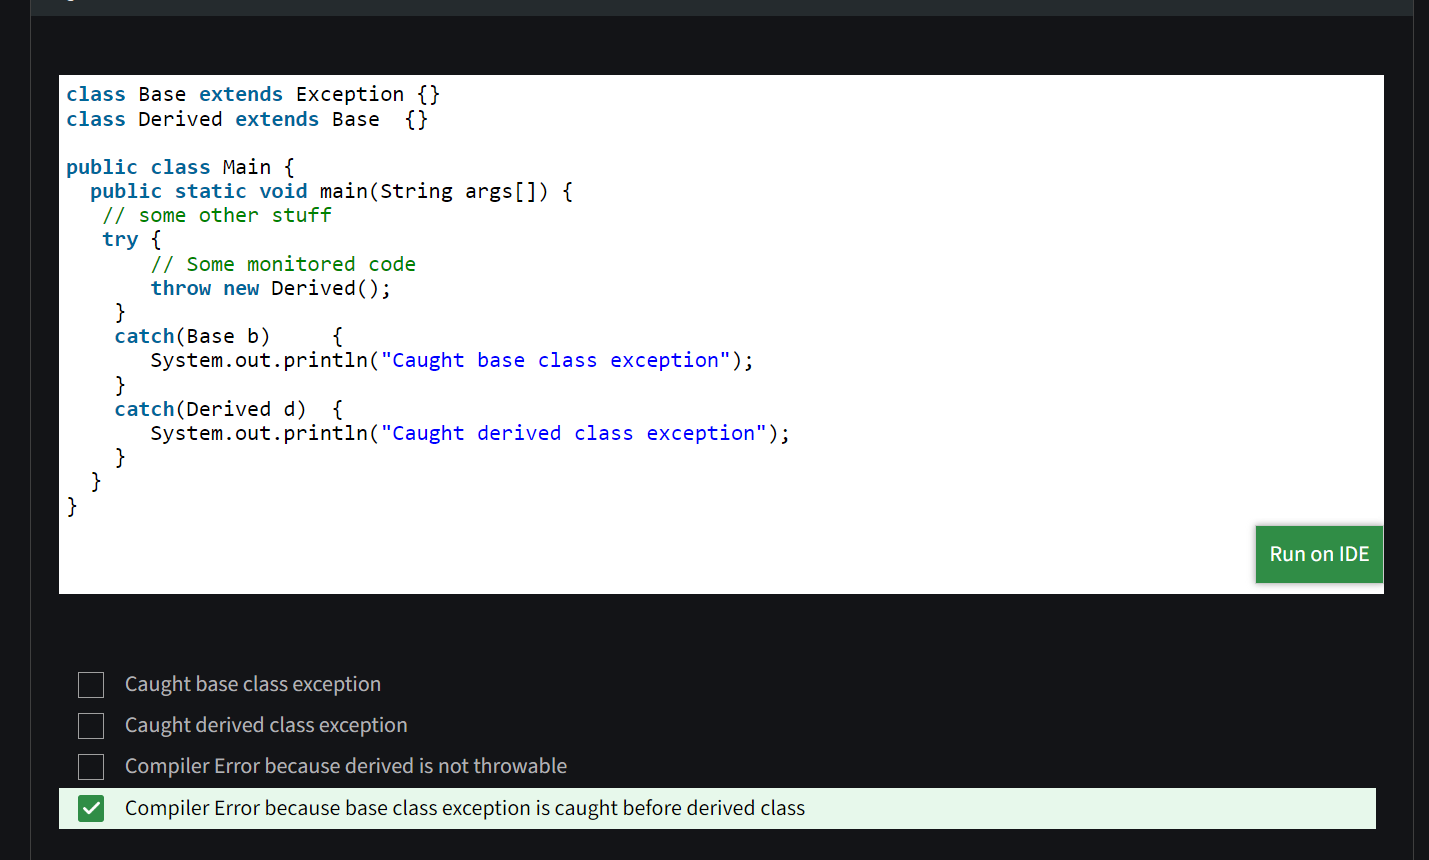 class Base extends Exception {}
class Derived extends Base  {}
public class Main {
  public static void main(String args[]) {
   // some other stuff
   try {
       // Some monitored code
       throw new Derived();
    }
    catch(Base b)     {
       System.out.println("Caught base class exception");
    }
    catch(Derived d)  {
       System.out.println("Caught derived class exception");
    }
  }
}
Run on IDE
Caught base class exception
Caught derived class exception
Compiler Error because derived is not throwable
Compiler Error because base class exception is caught before derived class